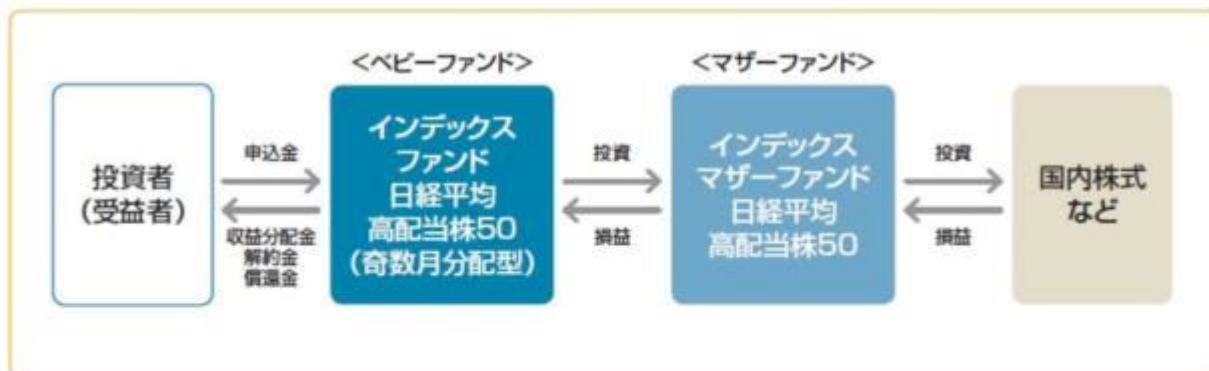 <ベビーファンド>
<マザーファンド>
投資者
(受益者)
申込金
収益分配金
解約金
償還金
インデックス
ファンド
日経平均
高配当株50
(奇数月分配型)
投資
損益
インデックス
マザーファンド
日経平均
高配当株50
投資
損益
国内株式
など